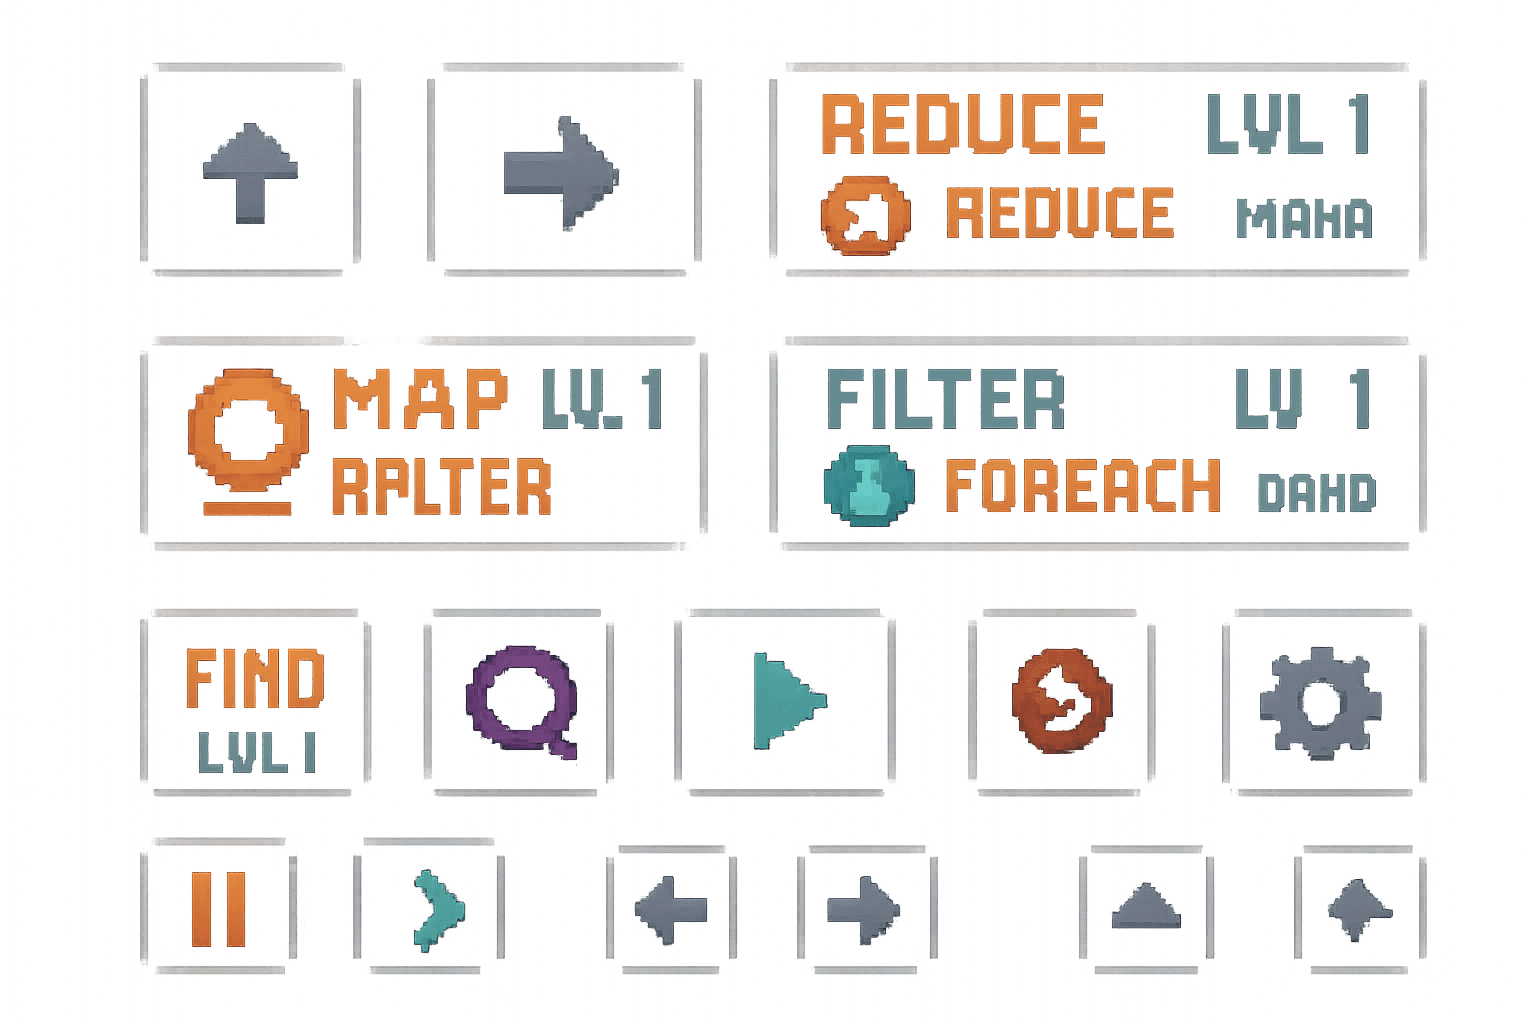 REDUCE LVL 1
REDUCE MAHA
MAP LV.1
RPLTER
FILTER LV 1
FOREACH DAHD
FIND
LVL I